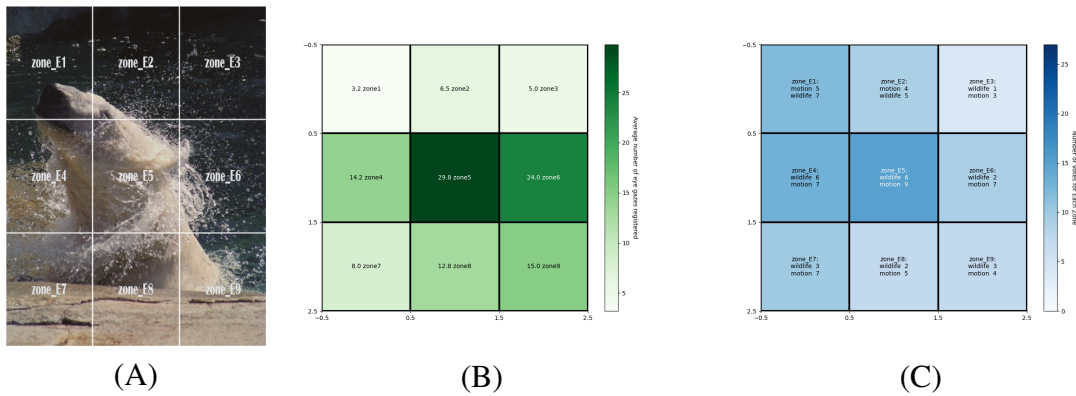 zone_E1 zone_E2 zone_E3
zone_E4 zone_E5 zone_E6
zone_E7 zone_E8 zone_E9
(A)
−0.5
0.5
1.5
2.5
3.2 zone1 6.5 zone2 5.0 zone3
14.2 zone4 29.8 zone5 24.0 zone6
8.0 zone7 12.8 zone8 15.0 zone9
−0.5 0.5 1.5 2.5
25
20
15
10
5
Average number of eye gazes registered
(B)
−0.5
0.5
1.5
2.5
zone_E1:
motion 5
wildlife 7
zone_E2:
motion 4
wildlife 5
zone_E3:
wildlife 1
motion 3
zone_E4:
wildlife 6
motion 7
zone_E5:
wildlife 6
motion 9
zone_E6:
wildlife 2
motion 7
zone_E7:
wildlife 3
motion 7
zone_E8:
wildlife 2
motion 5
zone_E9:
wildlife 3
motion 4
−0.5 0.5 1.5 2.5
25
20
15
10
5
0
Number of votes for Each zone
(C)